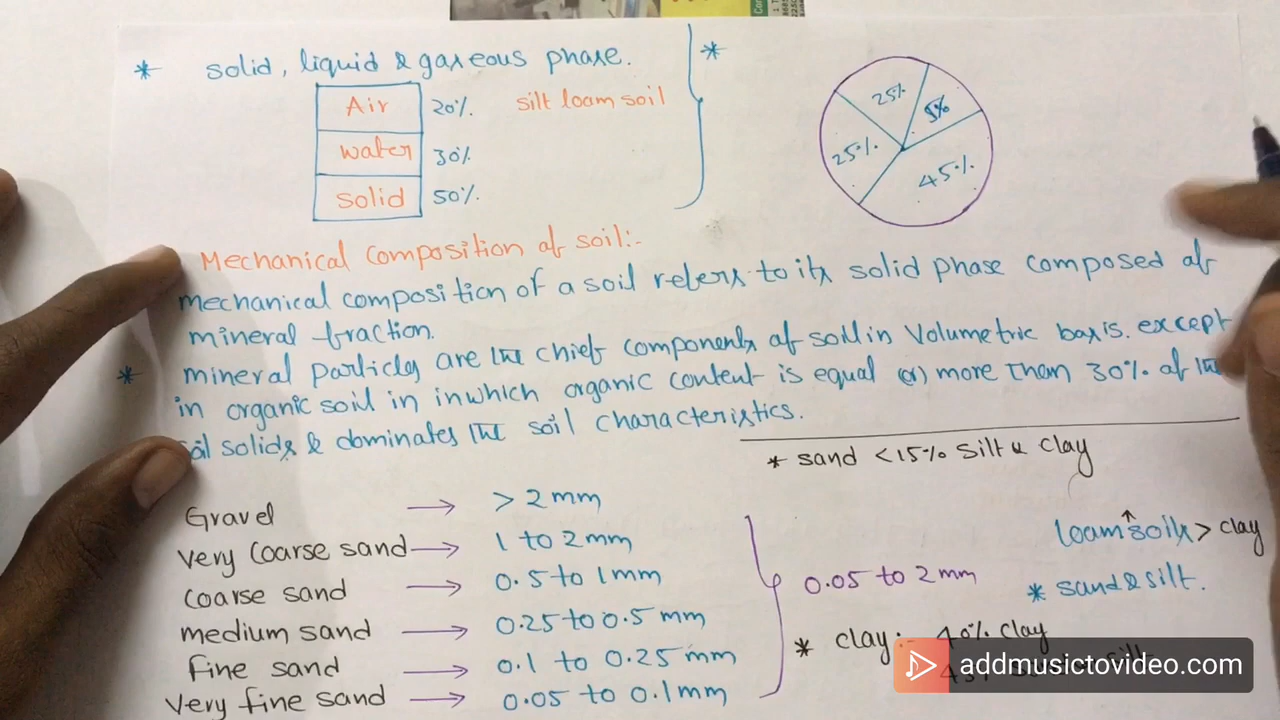 * solid, liquid & gaseous phase.
Air 20%. silt loam soil
water 30%
solid 50%.
*
25%
5%
25%.
45%
Mechanical composition of soil:-
mechanical composition of a soil refers to its solid phase composed of
mineral fraction.
* mineral particles are the chief components of soil in Volumetric basis. except
in organic soil in inwhich organic content is equal (or) more than 30% of the
soil solids & dominates the soil characteristics.
* sand <15% silt & clay
Gravel → > 2 mm
very coarse sand → 1 to 2 mm
coarse sand 0.5 to 1mm
medium sand → 0.25 to 0.5 mm
fine sand → 0.1 to 0.25 mm
very fine sand → 0.05 to 0.1mm
0.05 to 2mm
loam soils > clay
* sand & silt.
* clay:- 40% clay
addmusictovideo.com